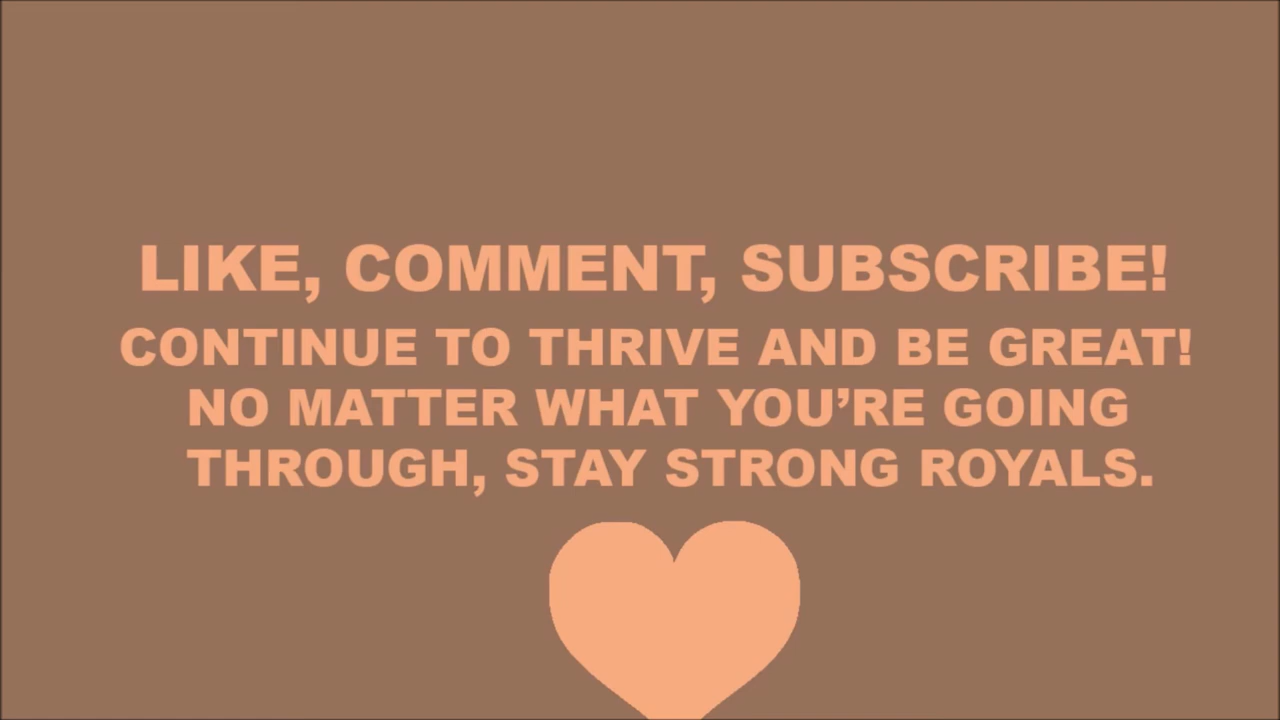 LIKE, COMMENT, SUBSCRIBE!
CONTINUE TO THRIVE AND BE GREAT!
NO MATTER WHAT YOU’RE GOING
THROUGH, STAY STRONG ROYALS.